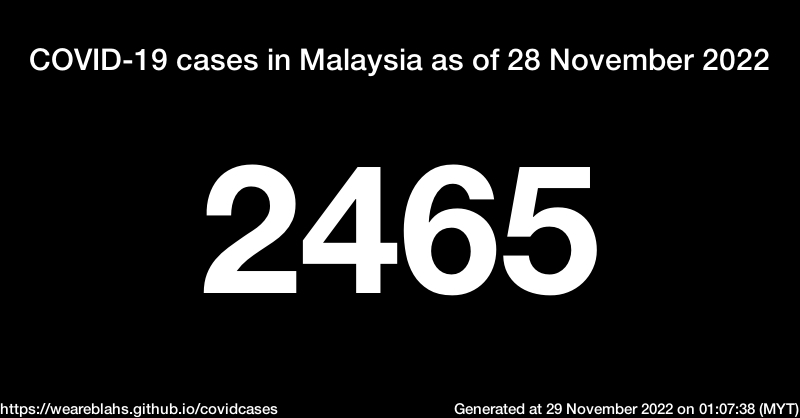 COVID-19 cases in Malaysia as of 28 November 2022
2465
https://weareblahs.github.io/covidcases
Generated at 29 November 2022 on 01:07:38 (MYT)